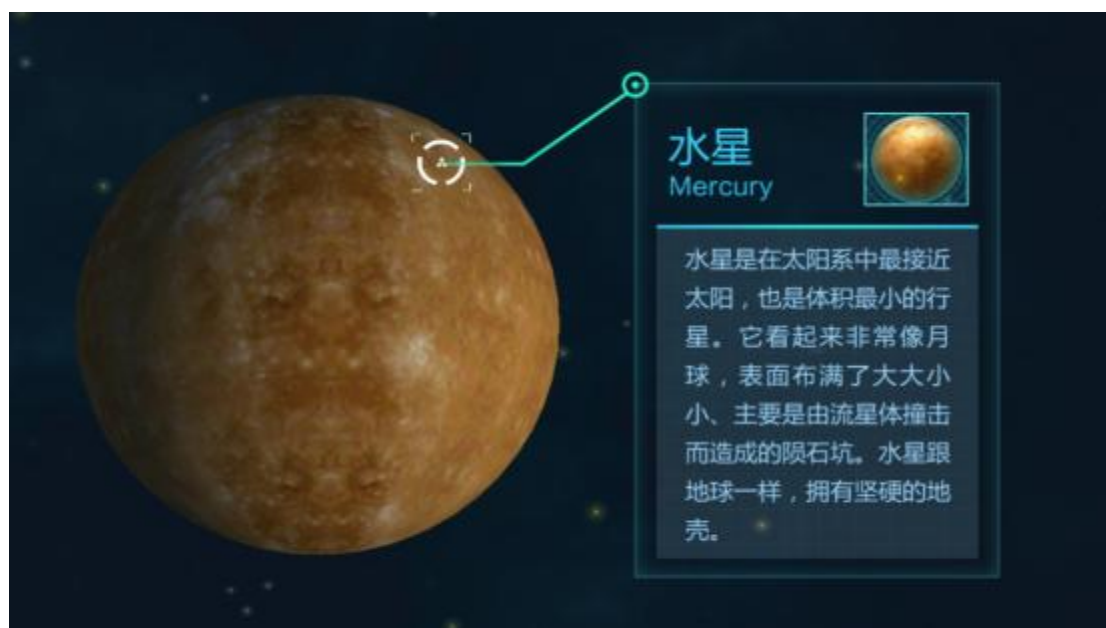 水星
Mercury
水星是在太阳系中最接近
太阳，也是体积最小的行
星。它看起来非常像月
球，表面布满了大大小
小、主要是由流星体撞击
而造成的陨石坑。水星跟
地球一样，拥有坚硬的地
壳。